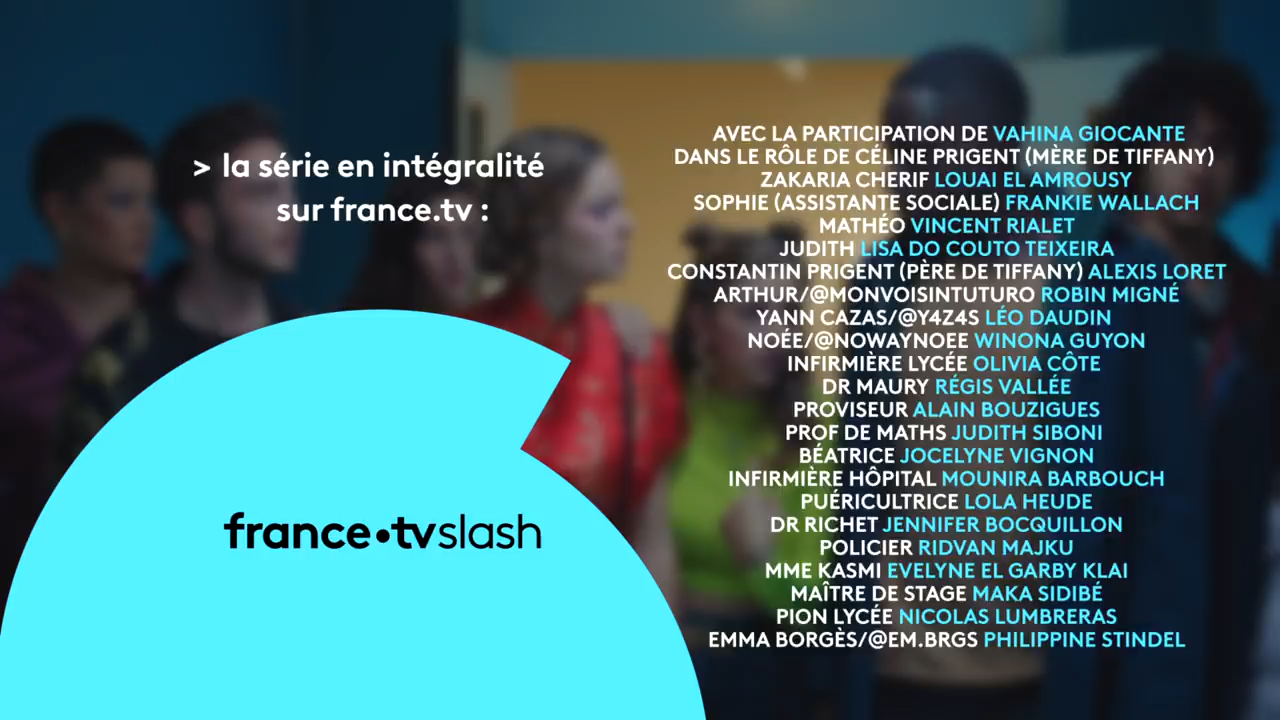 > la série en intégralité
sur france.tv :
france•tvslash
AVEC LA PARTICIPATION DE VAHINA GIOCANTE
DANS LE RÔLE DE CÉLINE PRIGENT (MÈRE DE TIFFANY)
ZAKARIA CHERIF LOUAI EL AMROUSY
SOPHIE (ASSISTANTE SOCIALE) FRANKIE WALLACH
MATHÉO VINCENT RIALET
JUDITH LISA DO COUTO TEIXEIRA
CONSTANTIN PRIGENT (PÈRE DE TIFFANY) ALEXIS LORET
ARTHUR/@MONVOISINTUTURO ROBIN MIGNÉ
YANN CAZAS/@Y4Z4S LÉO DAUDIN
NOÉE/@NOWAYNOEE WINONA GUYON
INFIRMIÈRE LYCÉE OLIVIA CÔTE
DR MAURY RÉGIS VALLÉE
PROVISEUR ALAIN BOUZIGUES
PROF DE MATHS JUDITH SIBONI
BÉATRICE JOCELYNE VIGNON
INFIRMIÈRE HÔPITAL MOUNIRA BARBOUCH
PUÉRICULTRICE LOLA HEUDE
DR RICHET JENNIFER BOCQUILLON
POLICIER RIDVAN MAJKU
MME KASMI EVELYNE EL GARBY KLAI
MAÎTRE DE STAGE MAKA SIDIBÉ
PION LYCÉE NICOLAS LUMBRERAS
EMMA BORGÈS/@EM.BRGS PHILIPPINE STINDEL